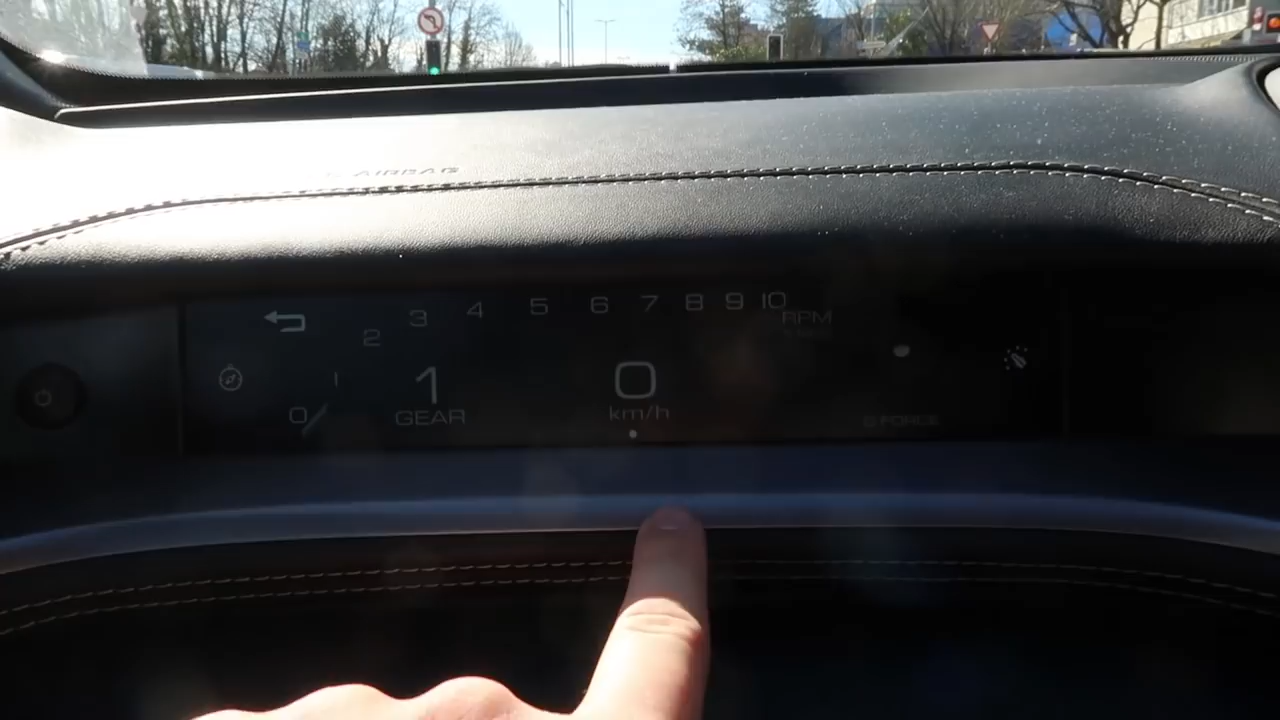 AIRBAG
2 3 4 5 6 7 8 9 10
RPM
0 1
1
GEAR
0
km/h
G FORCE